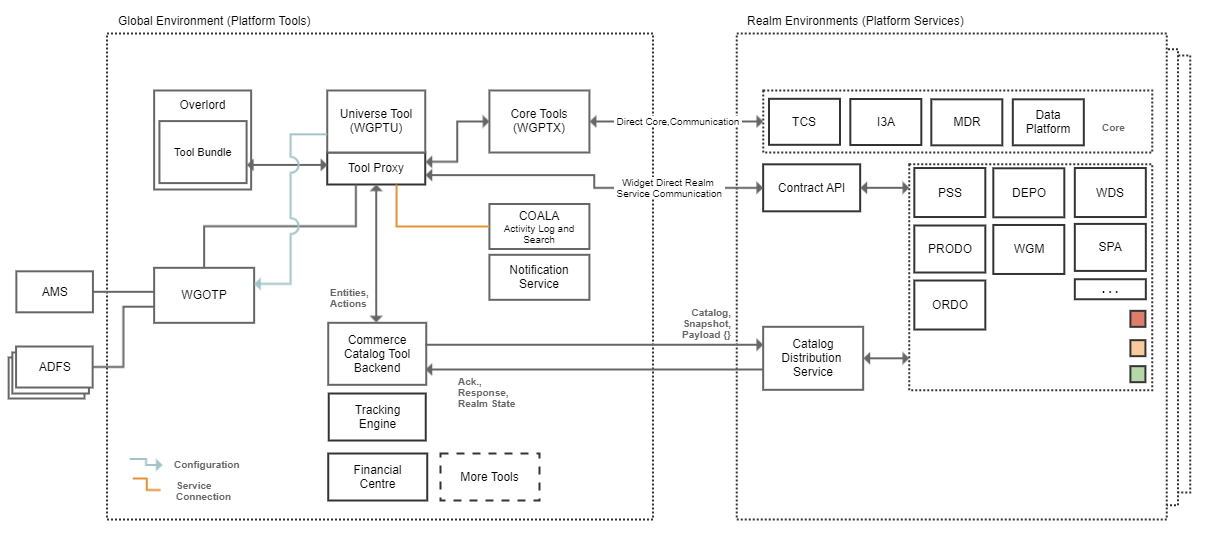 Global Environment (Platform Tools)
Realm Environments (Platform Services)
Overlord
Tool Bundle
Universe Tool
(WGPTU)
Tool Proxy
Core Tools
(WGPTX)
Direct Core,Communication
TCS
I3A
MDR
Data
Platform
Core
Widget Direct Realm
Service Communication
Contract API
PSS
DEPO
WDS
PRODO
WGM
SPA
ORDO
...
COALA
Activity Log and
Search
Notification
Service
AMS
WGOTP
ADFS
Entities,
Actions
Commerce
Catalog Tool
Backend
Catalog,
Snapshot,
Payload {}
Ack.,
Response,
Realm State
Catalog
Distribution
Service
Tracking
Engine
Financial
Centre
More Tools
Configuration
Service
Connection